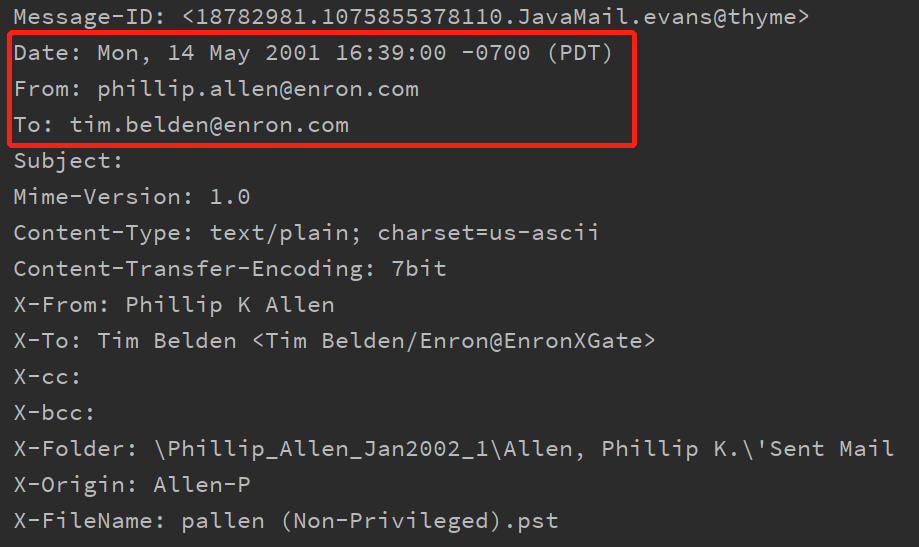 Message-ID: <18782981.1075855378110.JavaMail.evans@thyme>
Date: Mon, 14 May 2001 16:39:00 -0700 (PDT)
From: phillip.allen@enron.com
To: tim.belden@enron.com
Subject:
Mime-Version: 1.0
Content-Type: text/plain; charset=us-ascii
Content-Transfer-Encoding: 7bit
X-From: Phillip K Allen
X-To: Tim Belden <Tim Belden/Enron@EnronXGate>
X-cc:
X-bcc:
X-Folder: \Phillip_Allen_Jan2002_1\Allen, Phillip K.\'Sent Mail
X-Origin: Allen-P
X-FileName: pallen (Non-Privileged).pst